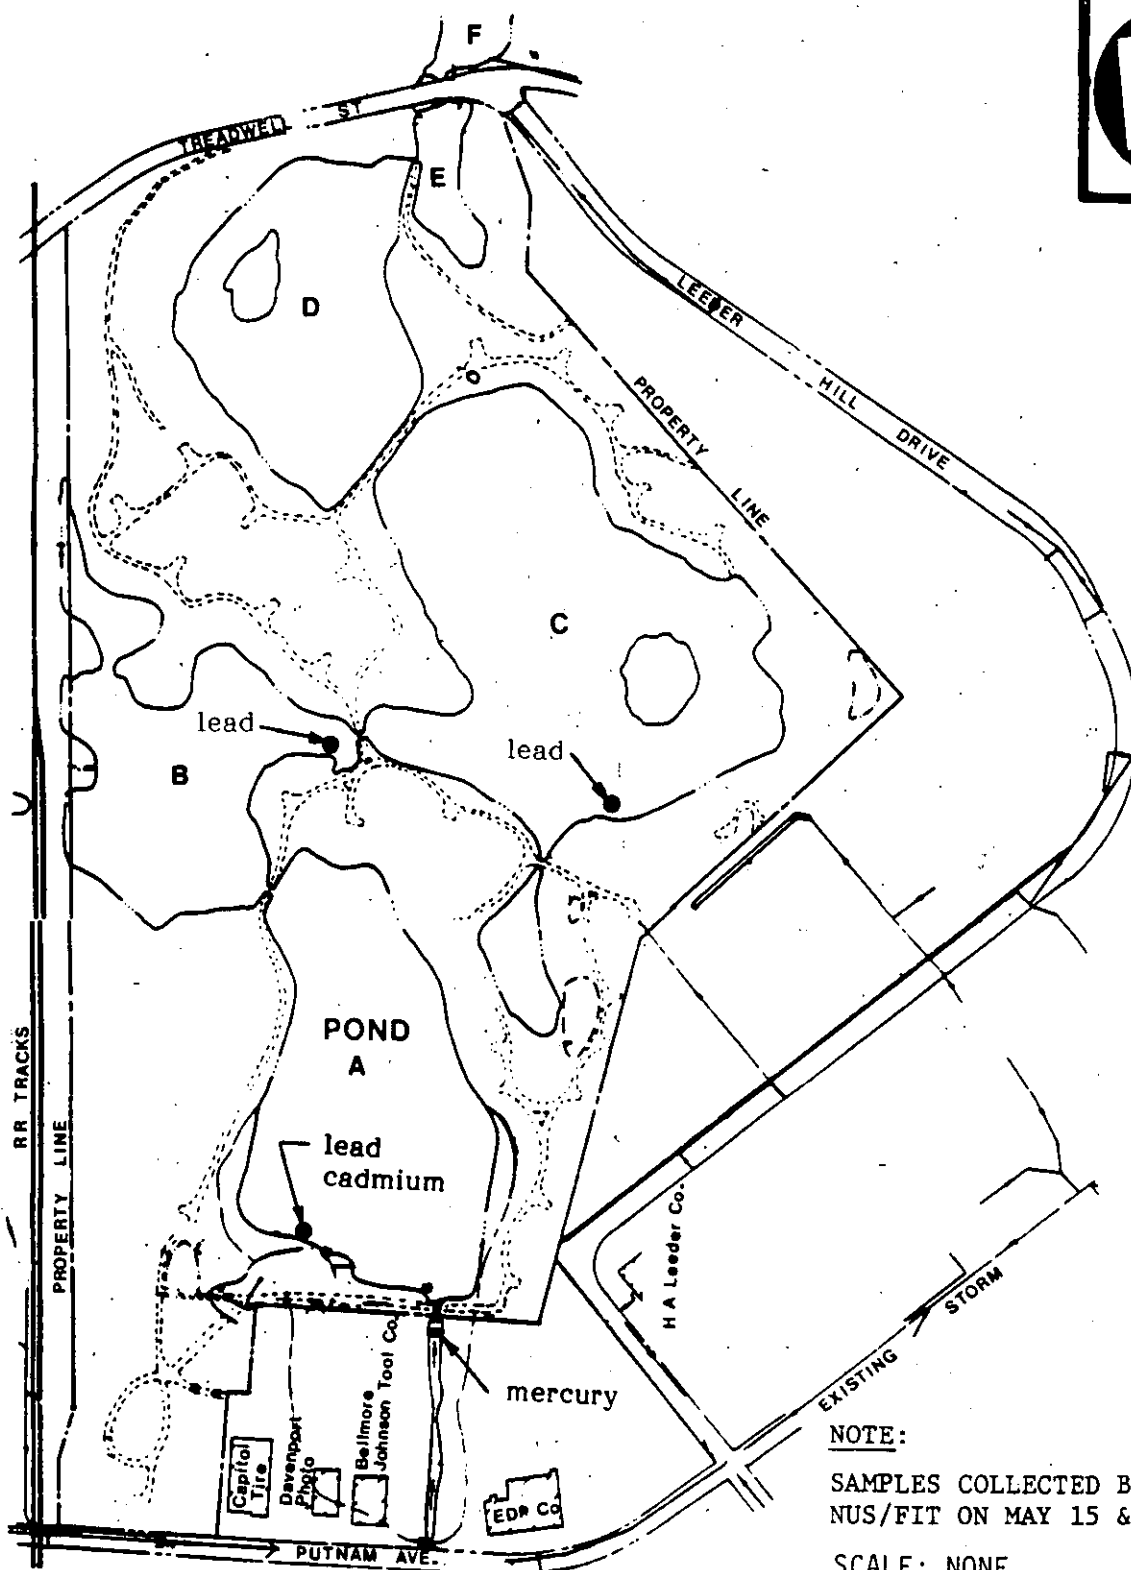 F
TREADWELL ST
E
D
LEEDER HILL DRIVE
PROPERTY LINE
C
lead
lead
B
POND
A
RR TRACKS
PROPERTY LINE
lead
cadmium
H A Leeder Co.
EXISTING STORM
mercury
Capitol
Tire
Davenport
Photo
Bellmore
Johnson Tool Co.
EDP Co
PUTNAM AVE.
NOTE:
SAMPLES COLLECTED B
NUS/FIT ON MAY 15 &
SCALE: NONE